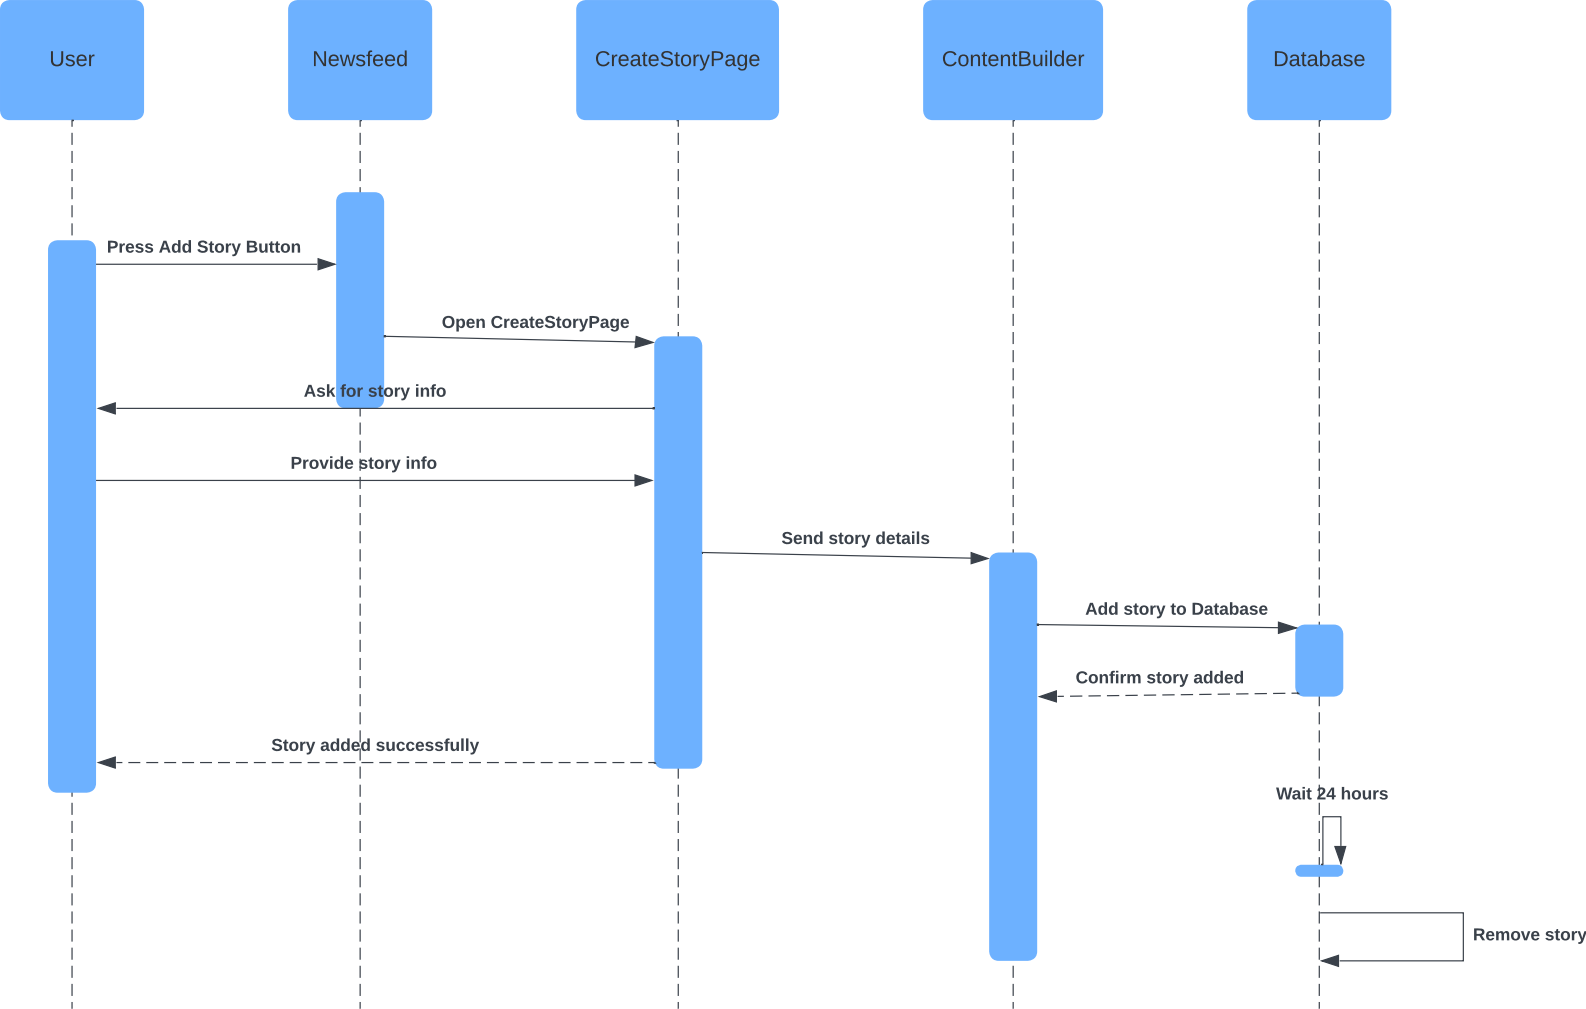 User
Newsfeed
CreateStoryPage
ContentBuilder
Database
Press Add Story Button
Open CreateStoryPage
Ask for story info
Provide story info
Send story details
Add story to Database
Confirm story added
Story added successfully
Wait 24 hours
Remove story